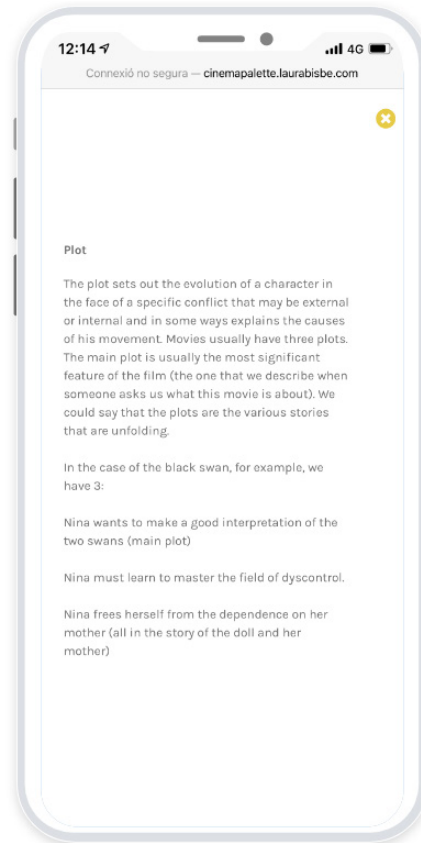 12:14
4G
Connexió no segura — cinemapalette.laurabisbe.com
Plot
The plot sets out the evolution of a character in
the face of a specific conflict that may be external
or internal and in some ways explains the causes
of his movement. Movies usually have three plots.
The main plot is usually the most significant
feature of the film (the one that we describe when
someone asks us what this movie is about). We
could say that the plots are the various stories
that are unfolding.
In the case of the black swan, for example, we
have 3:
Nina wants to make a good interpretation of the
two swans (main plot)
Nina must learn to master the field of dyscontrol.
Nina frees herself from the dependence on her
mother (all in the story of the doll and her
mother)